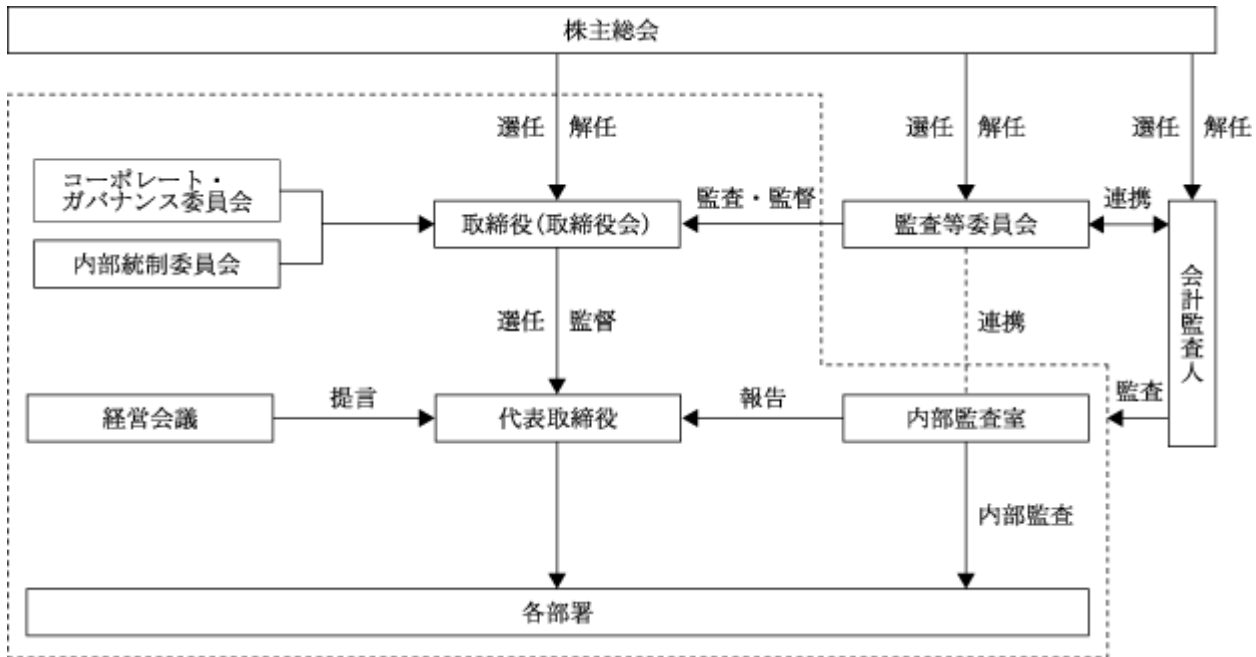 株主総会
選任 解任
選任 解任
選任 解任
コーポレート・
ガバナンス委員会
内部統制委員会
取締役(取締役会)
監査・監督
監査等委員会
連携
会計監査人
選任 監督
連携
経営会議
提言
代表取締役
報告
内部監査室
監査
内部監査
各部署